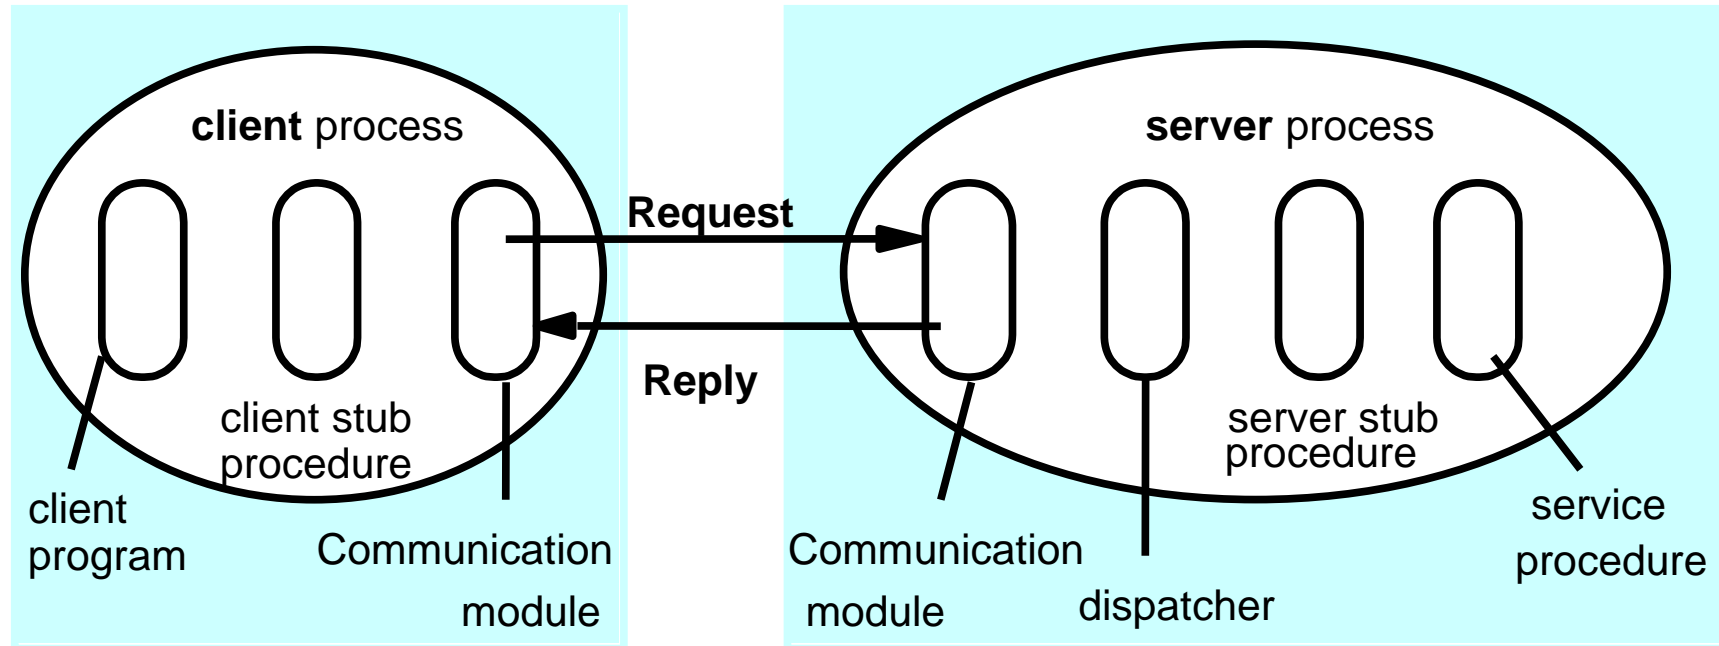 client process
server process
Request
Reply
client stub
procedure
server stub
procedure
client
program
Communication
module
Communication
module
dispatcher
service
procedure